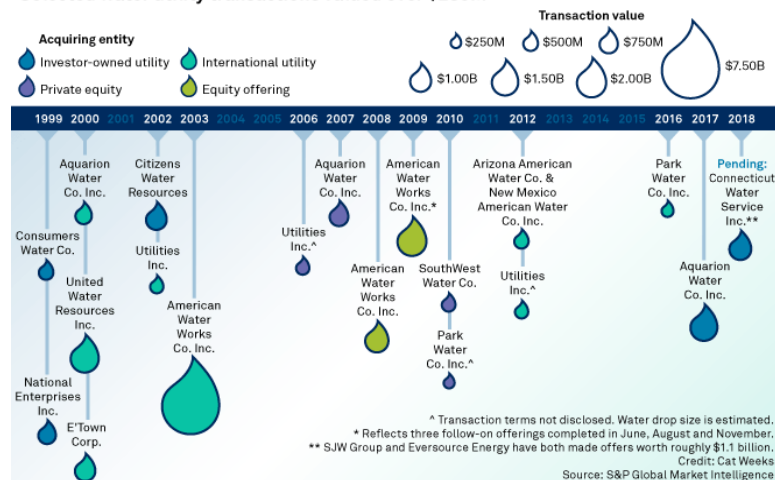 Transaction value
Acquiring entity
Investor-owned utility
International utility
Private equity
Equity offering
$250M
$500M
$750M
$1.00B
$1.50B
$2.00B
$7.50B
1999 2000 2001 2002 2003 2004 2005 2006 2007 2008 2009 2010 2011 2012 2013 2014 2015 2016 2017 2018
Consumers
Water Co.
National
Enterprises
Inc.
Aquarion
Water
Co. Inc.
United
Water
Resources
Inc.
E'Town
Corp.
Citizens
Water
Resources
Utilities
Inc.
American
Water
Works
Co. Inc.
Utilities
Inc.^
Aquarion
Water
Co. Inc.
American
Water
Works
Co. Inc.
American
Water
Works
Co. Inc.*
SouthWest
Water Co.
Park
Water
Co. Inc.^
Arizona American
Water Co. &
New Mexico
American Water
Co. Inc.
Utilities
Inc.^
Park
Water
Co. Inc.
Aquarion
Water
Co. Inc.
Pending:
Connecticut
Water
Service
Inc.**
^ Transaction terms not disclosed. Water drop size is estimated.
* Reflects three follow-on offerings completed in June, August and November.
** SJW Group and Eversource Energy have both made offers worth roughly $1.1 billion.
Credit: Cat Weeks
Source: S&P Global Market Intelligence